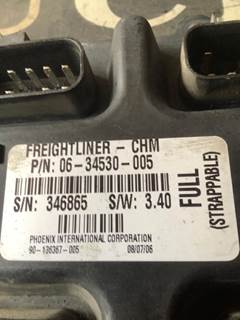 FREIGHTLINER - CHM
P/N: 06-34530-005
S/N: 346865 S/W: 3.40
FULL
(STRAPPABLE)
PHOENIX INTERNATIONAL CORPORATION
90-136367-005 08/07/06